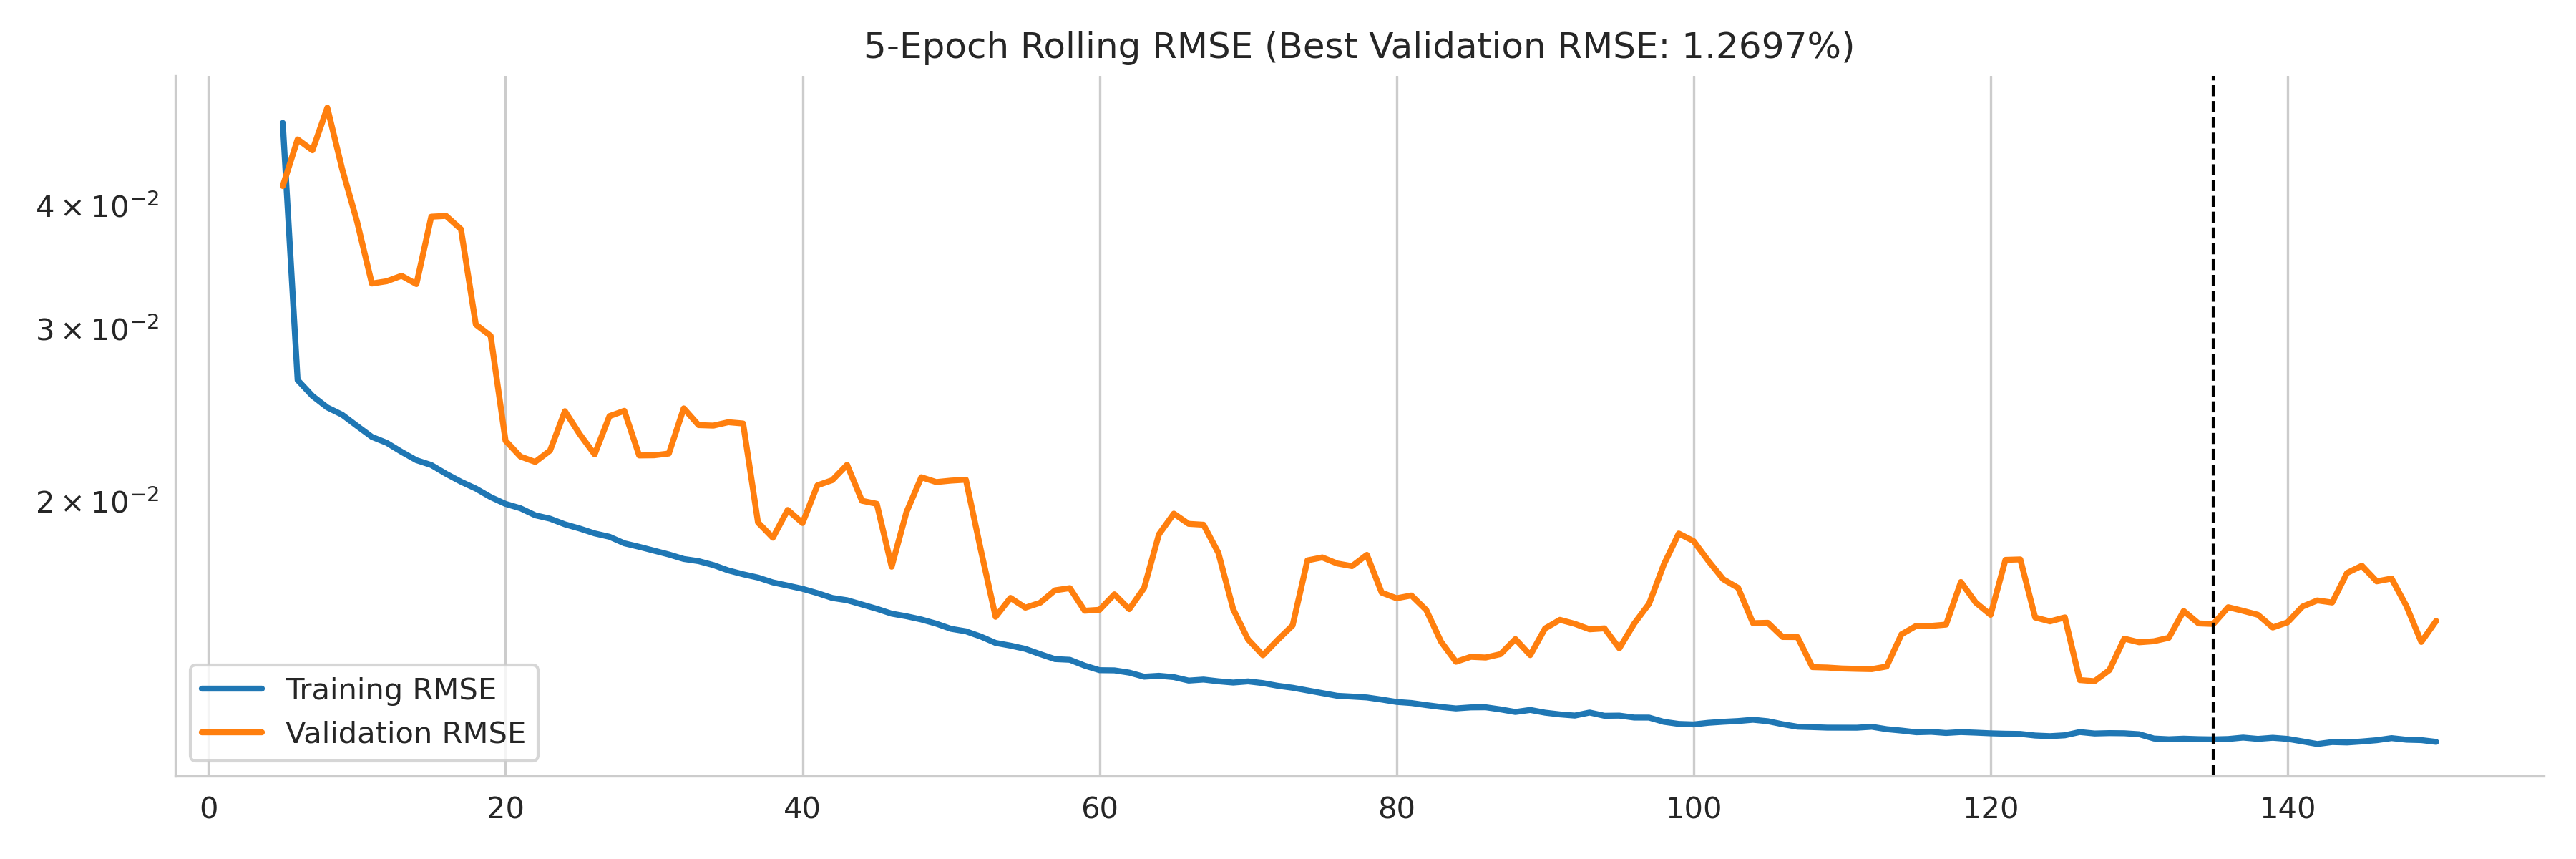 5-Epoch Rolling RMSE (Best Validation RMSE: 1.2697%)
4 × 10⁻²
3 × 10⁻²
2 × 10⁻²
Training RMSE
Validation RMSE
0 20 40 60 80 100 120 140